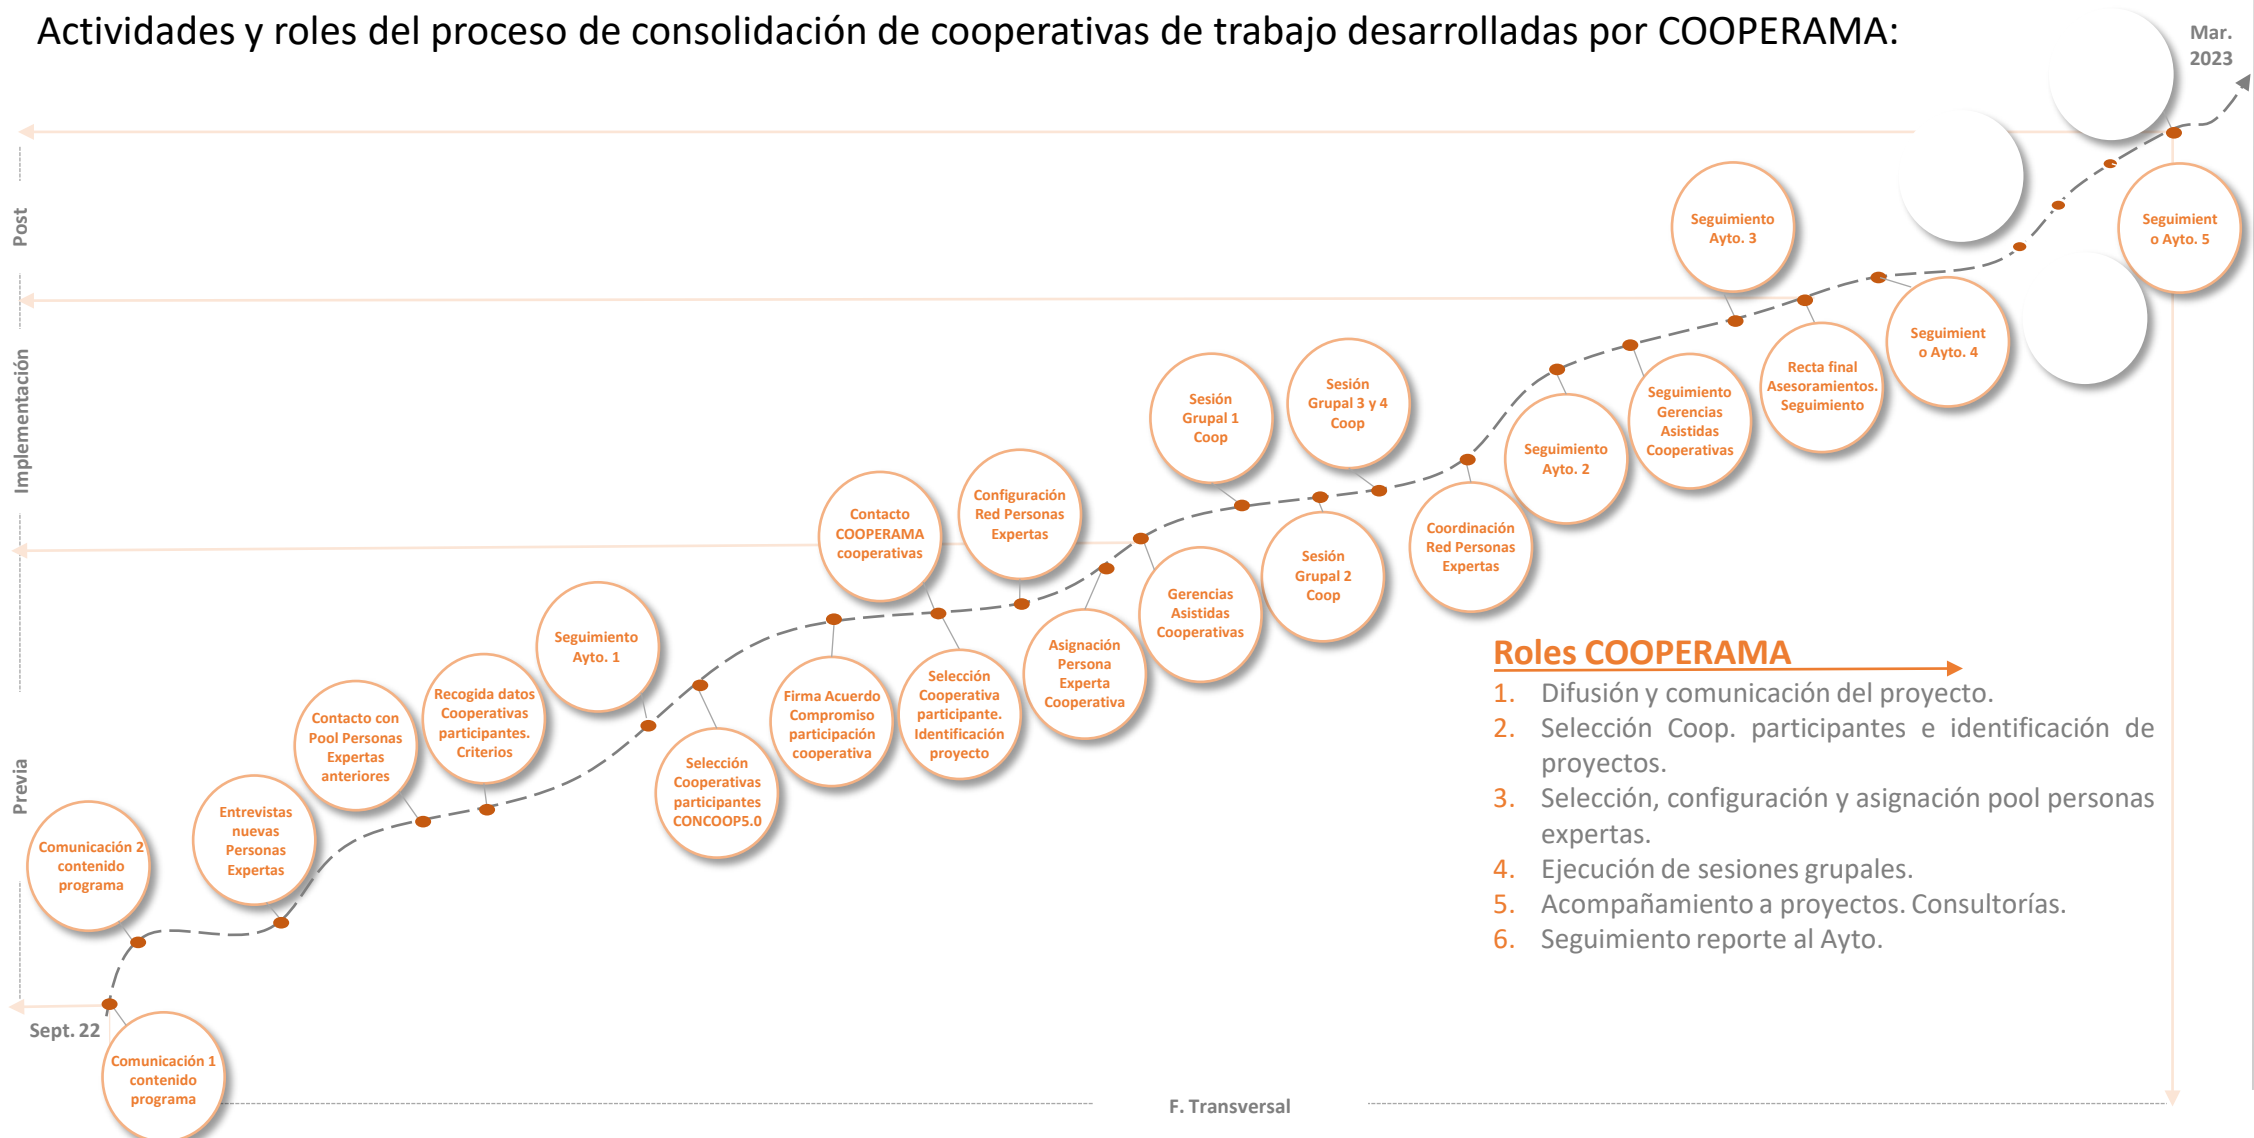 Actividades y roles del proceso de consolidación de cooperativas de trabajo desarrolladas por COOPERAMA:
Mar.
2023
Post
Implementación
Previa
Sept. 22
Comunicación 1
contenido
programa
Comunicación 2
contenido
programa
Entrevistas
nuevas
Personas
Expertas
Contacto con
Pool Personas
Expertas
anteriores
Recogida datos
Cooperativas
participantes.
Criterios
Seguimiento
Ayto. 1
Selección
Cooperativas
participantes
CONCOOP5.0
Firma Acuerdo
Compromiso
participación
cooperativa
Contacto
COOPERAMA
cooperativas
Selección
Cooperativa
participante.
Identificación
proyecto
Configuración
Red Personas
Expertas
Asignación
Persona
Experta
Cooperativa
Gerencias
Asistidas
Cooperativas
Sesión
Grupal 1
Coop
Sesión
Grupal 2
Coop
Sesión
Grupal 3 y 4
Coop
Coordinación
Red Personas
Expertas
Seguimiento
Ayto. 2
Seguimiento
Gerencias
Asistidas
Cooperativas
Seguimiento
Ayto. 3
Recta final
Asesoramientos.
Seguimiento
Seguimient
o Ayto. 4
Seguimient
o Ayto. 5
Roles COOPERAMA
1. Difusión y comunicación del proyecto.
2. Selección Coop. participantes e identificación de
proyectos.
3. Selección, configuración y asignación pool personas
expertas.
4. Ejecución de sesiones grupales.
5. Acompañamiento a proyectos. Consultorías.
6. Seguimiento reporte al Ayto.
F. Transversal